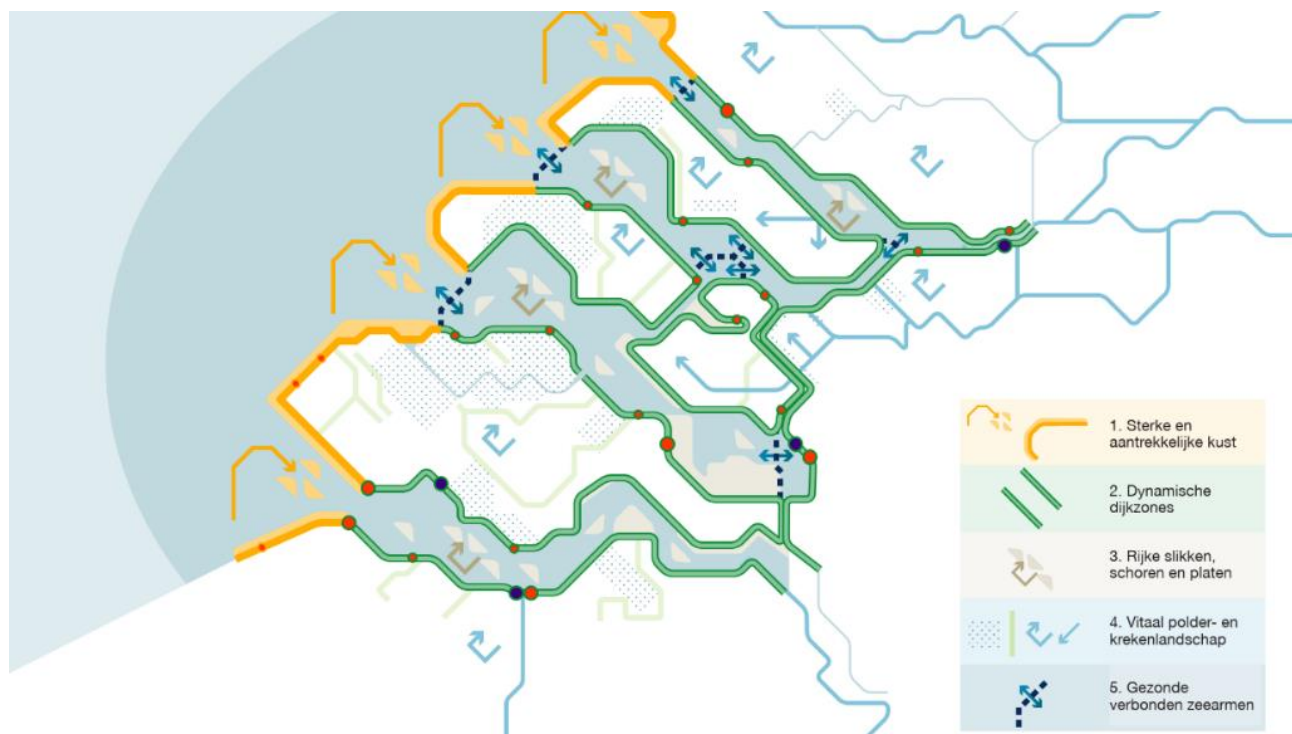 1. Sterke en
aantrekkelijke kust
2. Dynamische
dijkzones
3. Rijke slikken,
schoren en platen
4. Vitaal polder- en
krekenlandschap
5. Gezonde
verbonden zeearmen